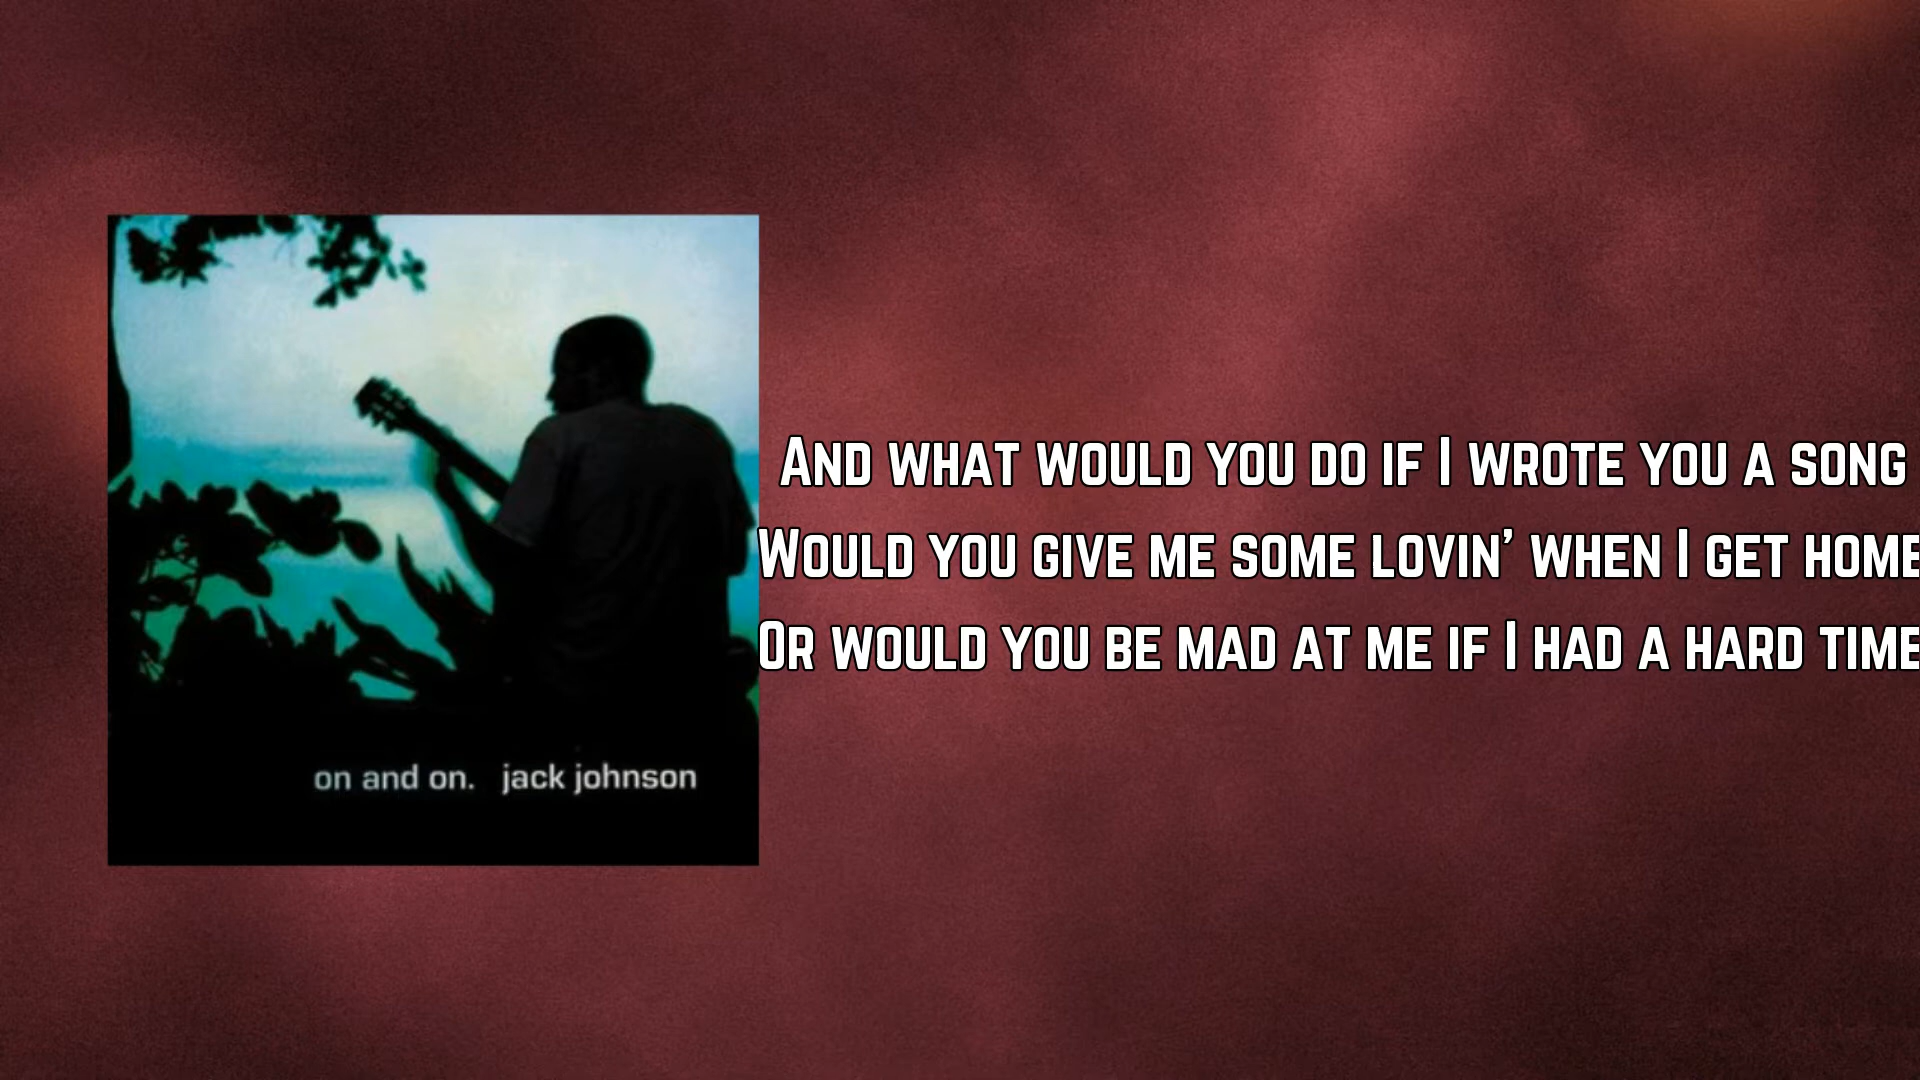 And what would you do if I wrote you a song
Would you give me some lovin' when I get home
Or would you be mad at me if I had a hard time
on and on. jack johnson